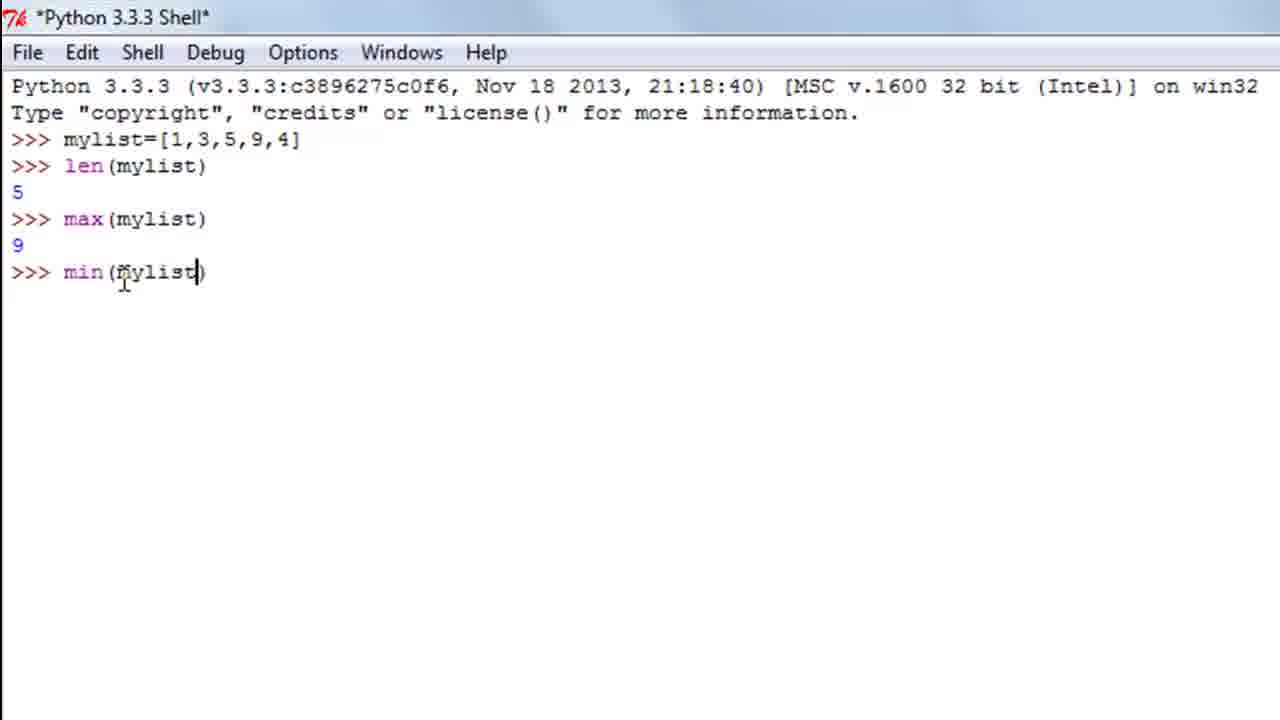 *Python 3.3.3 Shell*
File Edit Shell Debug Options Windows Help
Python 3.3.3 (v3.3.3:c3896275c0f6, Nov 18 2013, 21:18:40) [MSC v.1600 32 bit (Intel)] on win32
Type "copyright", "credits" or "license()" for more information.
>>> mylist=[1,3,5,9,4]
>>> len(mylist)
5
>>> max(mylist)
9
>>> min(mylist)